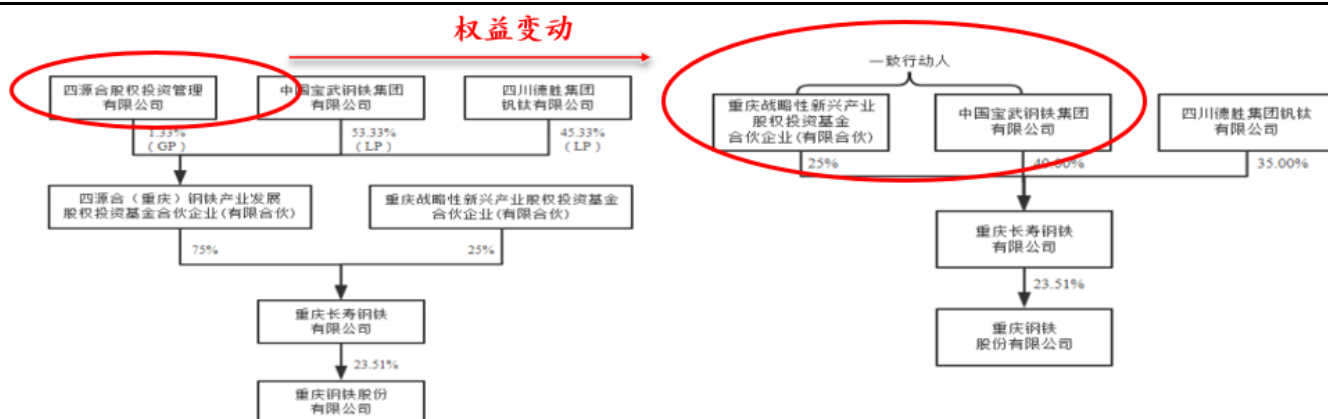 权益变动
四源合股权投资管理
有限公司
中国宝武钢铁集团
有限公司
四川德胜集团
钒钛有限公司
1.33%
(GP)
53.33%
(LP)
45.33%
(LP)
四源合（重庆）钢铁产业发展
股权投资基金合伙企业(有限合伙)
重庆战略性新兴产业股权投资基金
合伙企业(有限合伙)
75%
25%
重庆长寿钢铁
有限公司
23.51%
重庆钢铁股份
有限公司
一致行动人
重庆战略性新兴产业
股权投资基金
合伙企业(有限合伙)
中国宝武钢铁集团
有限公司
四川德胜集团钒钛
有限公司
25%
40.00%
35.00%
重庆长寿钢铁
有限公司
23.51%
重庆钢铁
股份有限公司